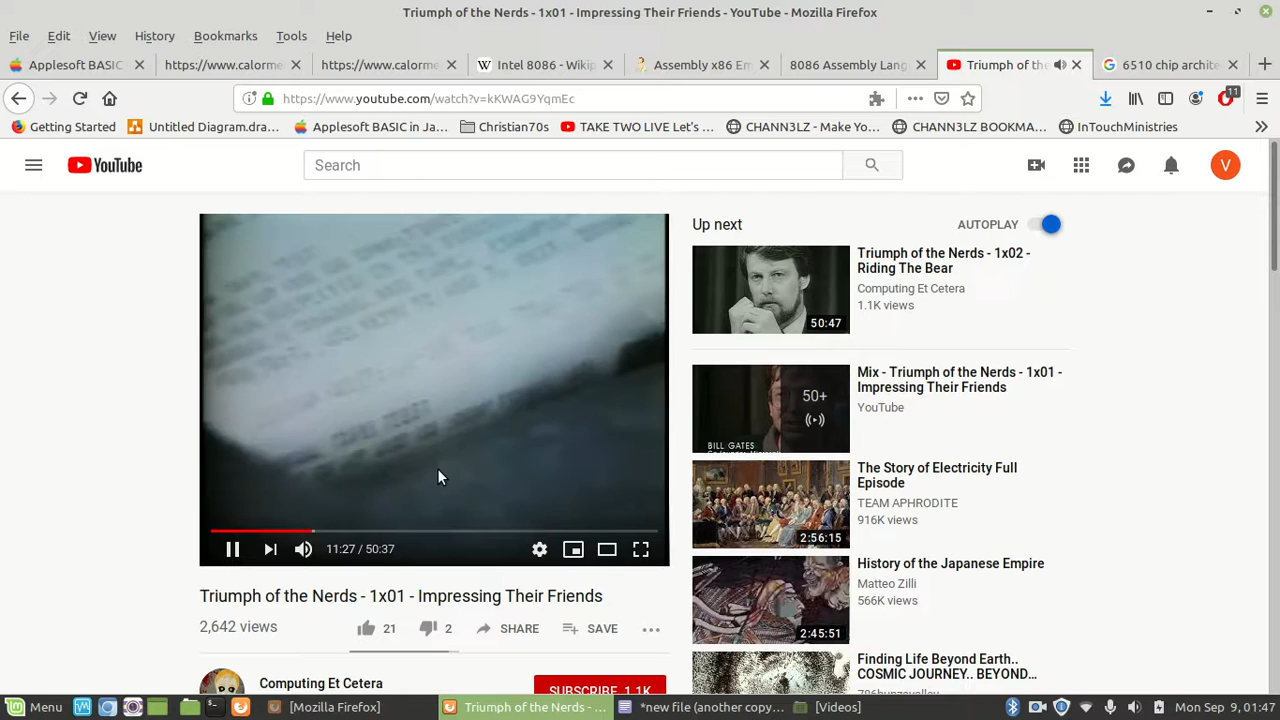 Triumph of the Nerds - 1x01 - Impressing Their Friends - YouTube - Mozilla Firefox
File Edit View History Bookmarks Tools Help
Applesoft BASIC
https://www.calorme
https://www.calorme
Intel 8086 - Wikip
Assembly x86 Em
8086 Assembly Lang
Triumph of the
6510 chip archite
https://www.youtube.com/watch?v=kKWAG9YqmEc
11
Getting Started
Untitled Diagram.dra...
Applesoft BASIC in Ja...
Christian70s
TAKE TWO LIVE Let's ...
CHANN3LZ - Make Yo...
CHANN3LZ BOOKMA...
InTouchMinistries
YouTube
Search
V
Up next
AUTOPLAY
Triumph of the Nerds - 1x02 -
Riding The Bear
Computing Et Cetera
1.1K views
50:47
Mix - Triumph of the Nerds - 1x01 -
Impressing Their Friends
YouTube
50+
BILL GATES
The Story of Electricity Full
Episode
TEAM APHRODITE
916K views
2:56:15
History of the Japanese Empire
Matteo Zilli
566K views
2:45:51
Finding Life Beyond Earth..
COSMIC JOURNEY.. BEYOND...
11:27 / 50:37
Triumph of the Nerds - 1x01 - Impressing Their Friends
2,642 views
21
2
SHARE
SAVE
Computing Et Cetera
SUBSCRIBE 1.1K
Menu
[Mozilla Firefox]
Triumph of the Nerds - ...
*new file (another copy...
[Videos]
Mon Sep 9, 01:47